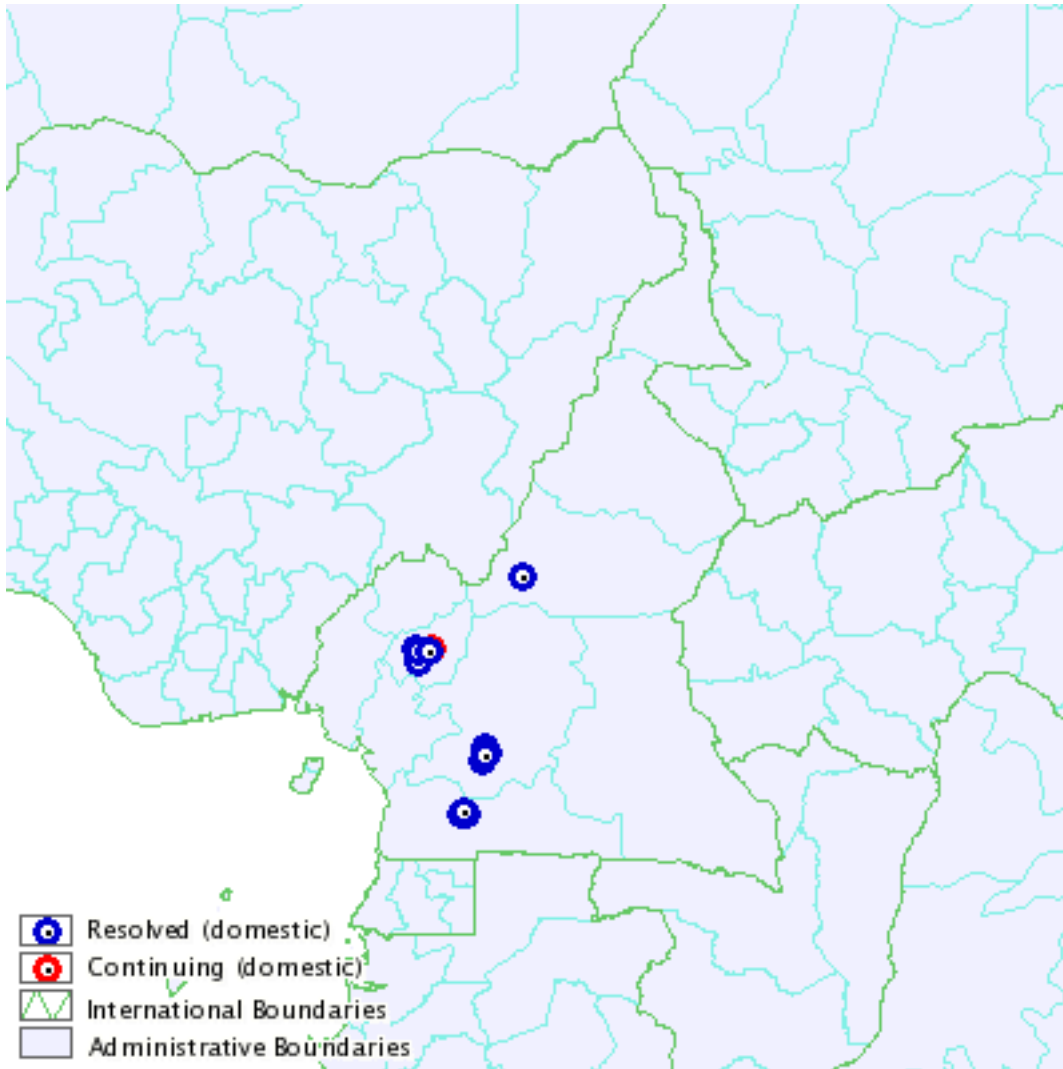 Resolved (domestic)
Continuing (domestic)
International Boundaries
Administrative Boundaries